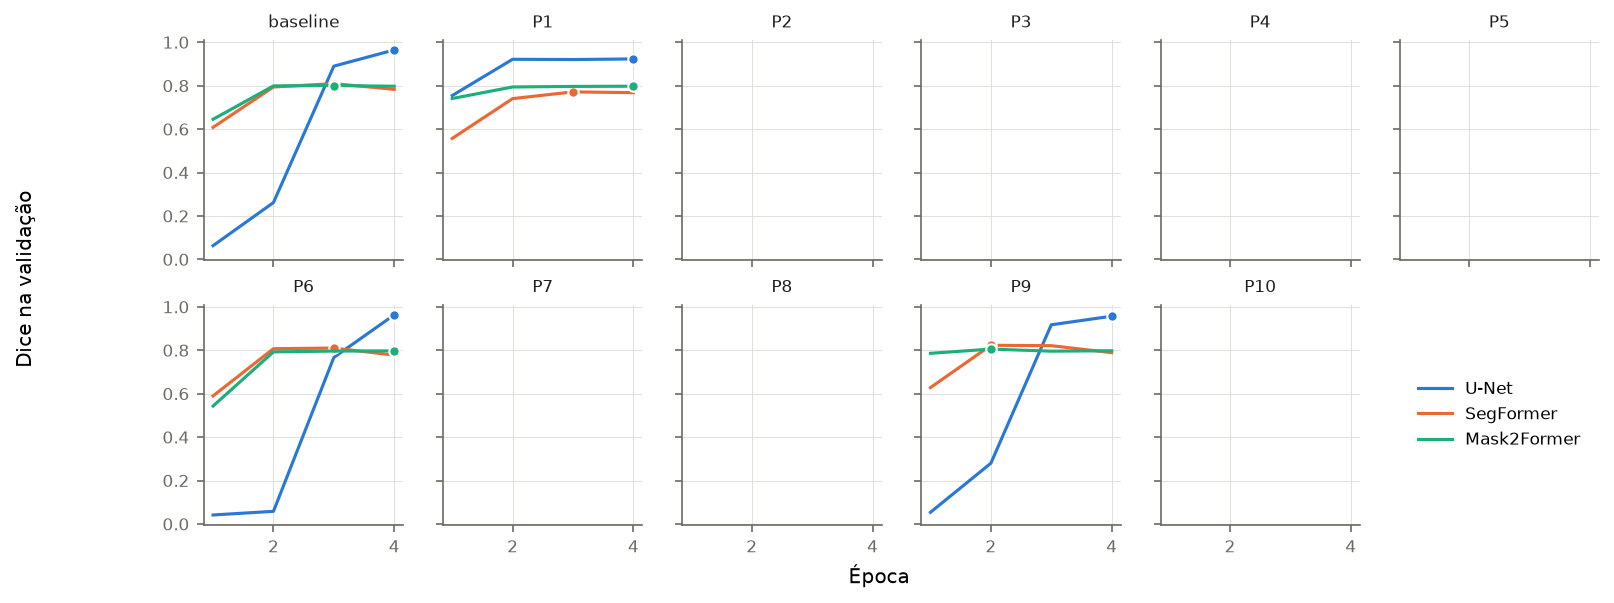 baseline P1 P2 P3 P4 P5
1.0
0.8
0.6
0.4
0.2
0.0
Dice na validação
P6 P7 P8 P9 P10
1.0
0.8
0.6
0.4
0.2
0.0
2 4 2 4 2 4 2 4 2 4
Época
U-Net
SegFormer
Mask2Former